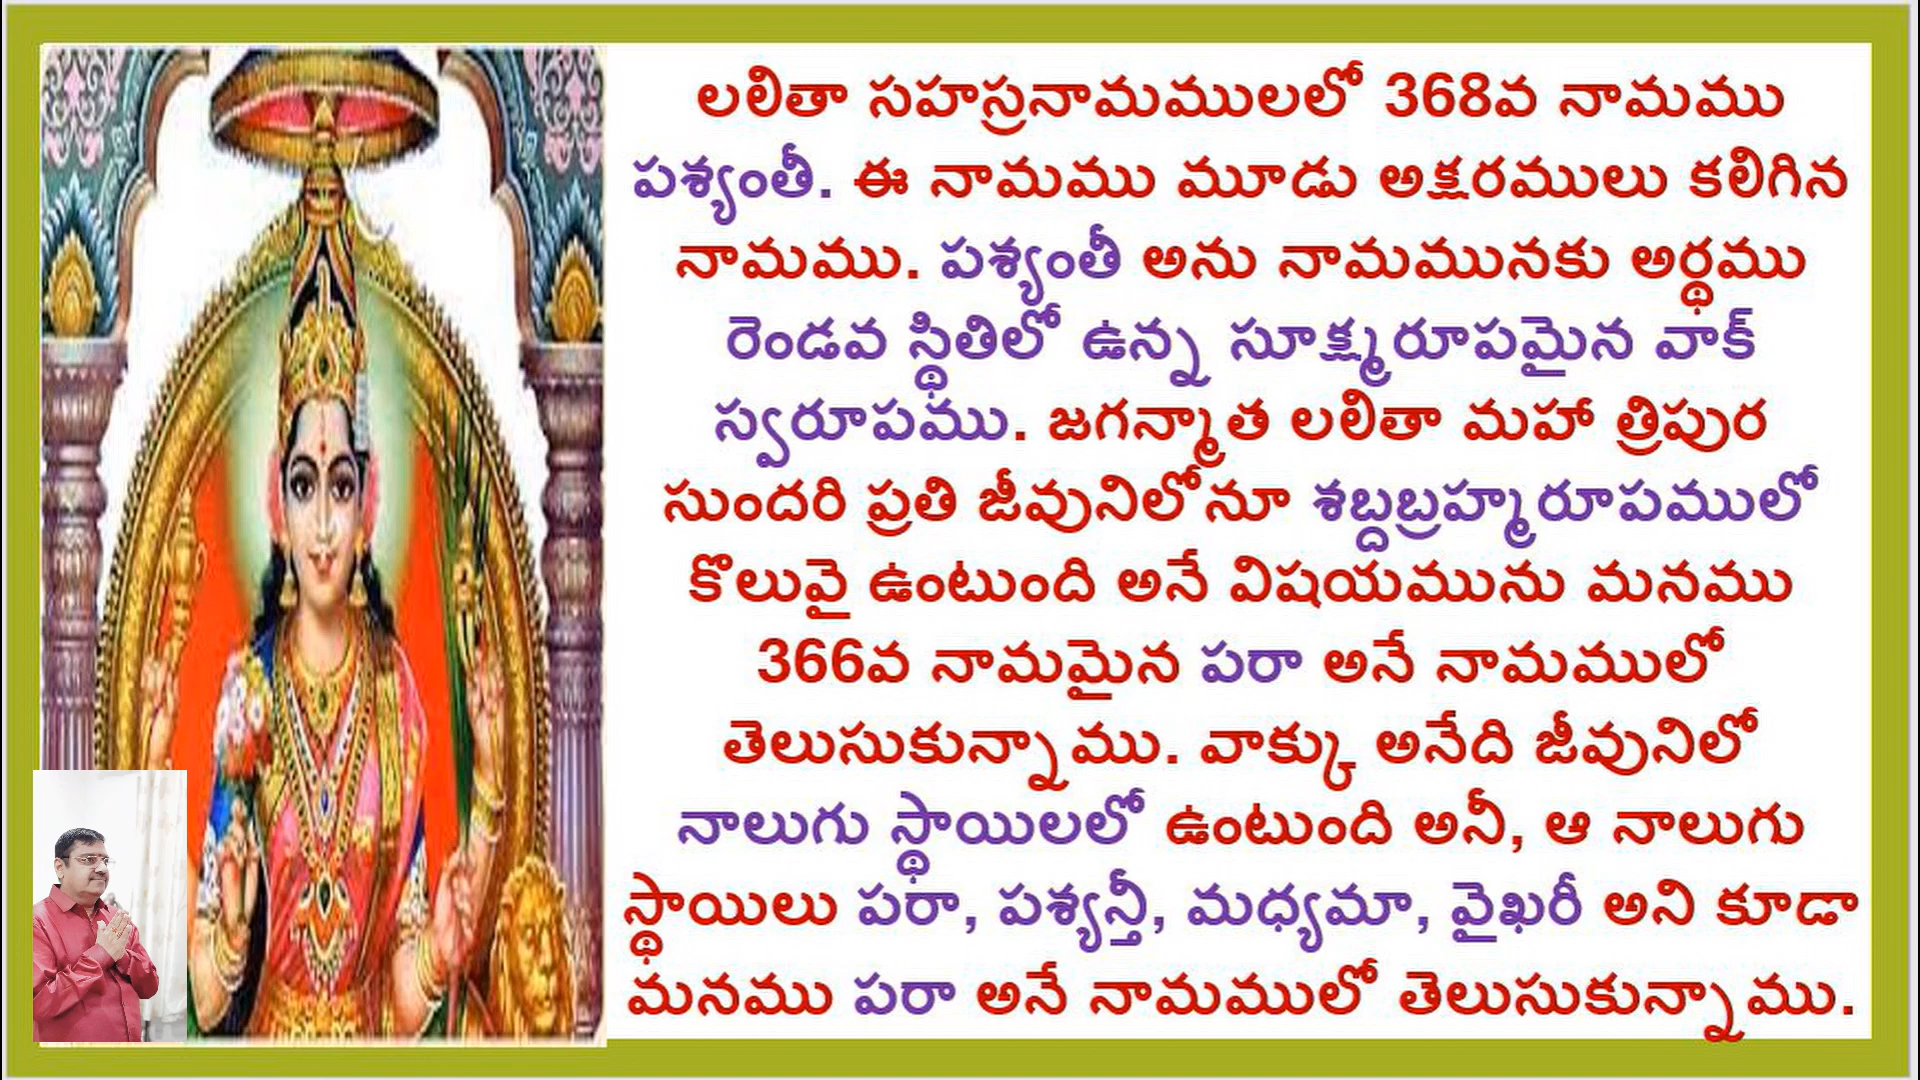 లలితా సహస్రనామములలో 368వ నామము
పశ్యంతీ. ఈ నామము మూడు అక్షరములు కలిగిన
నామము. పశ్యంతీ అను నామమునకు అర్థము
రెండవ స్థితిలో ఉన్న సూక్ష్మరూపమైన వాక్
స్వరూపము. జగన్మాత లలితా మహా త్రిపుర
సుందరి ప్రతి జీవునిలోనూ శబ్దబ్రహ్మరూపములో
కొలువై ఉంటుంది అనే విషయమును మనము
366వ నామమైన పరా అనే నామములో
తెలుసుకున్నాము. వాక్కు అనేది జీవునిలో
నాలుగు స్థాయిలలో ఉంటుంది అనీ, ఆ నాలుగు
స్థాయిలు పరా, పశ్యన్తీ, మధ్యమా, వైఖరీ అని కూడా
మనము పరా అనే నామములో తెలుసుకున్నాము.